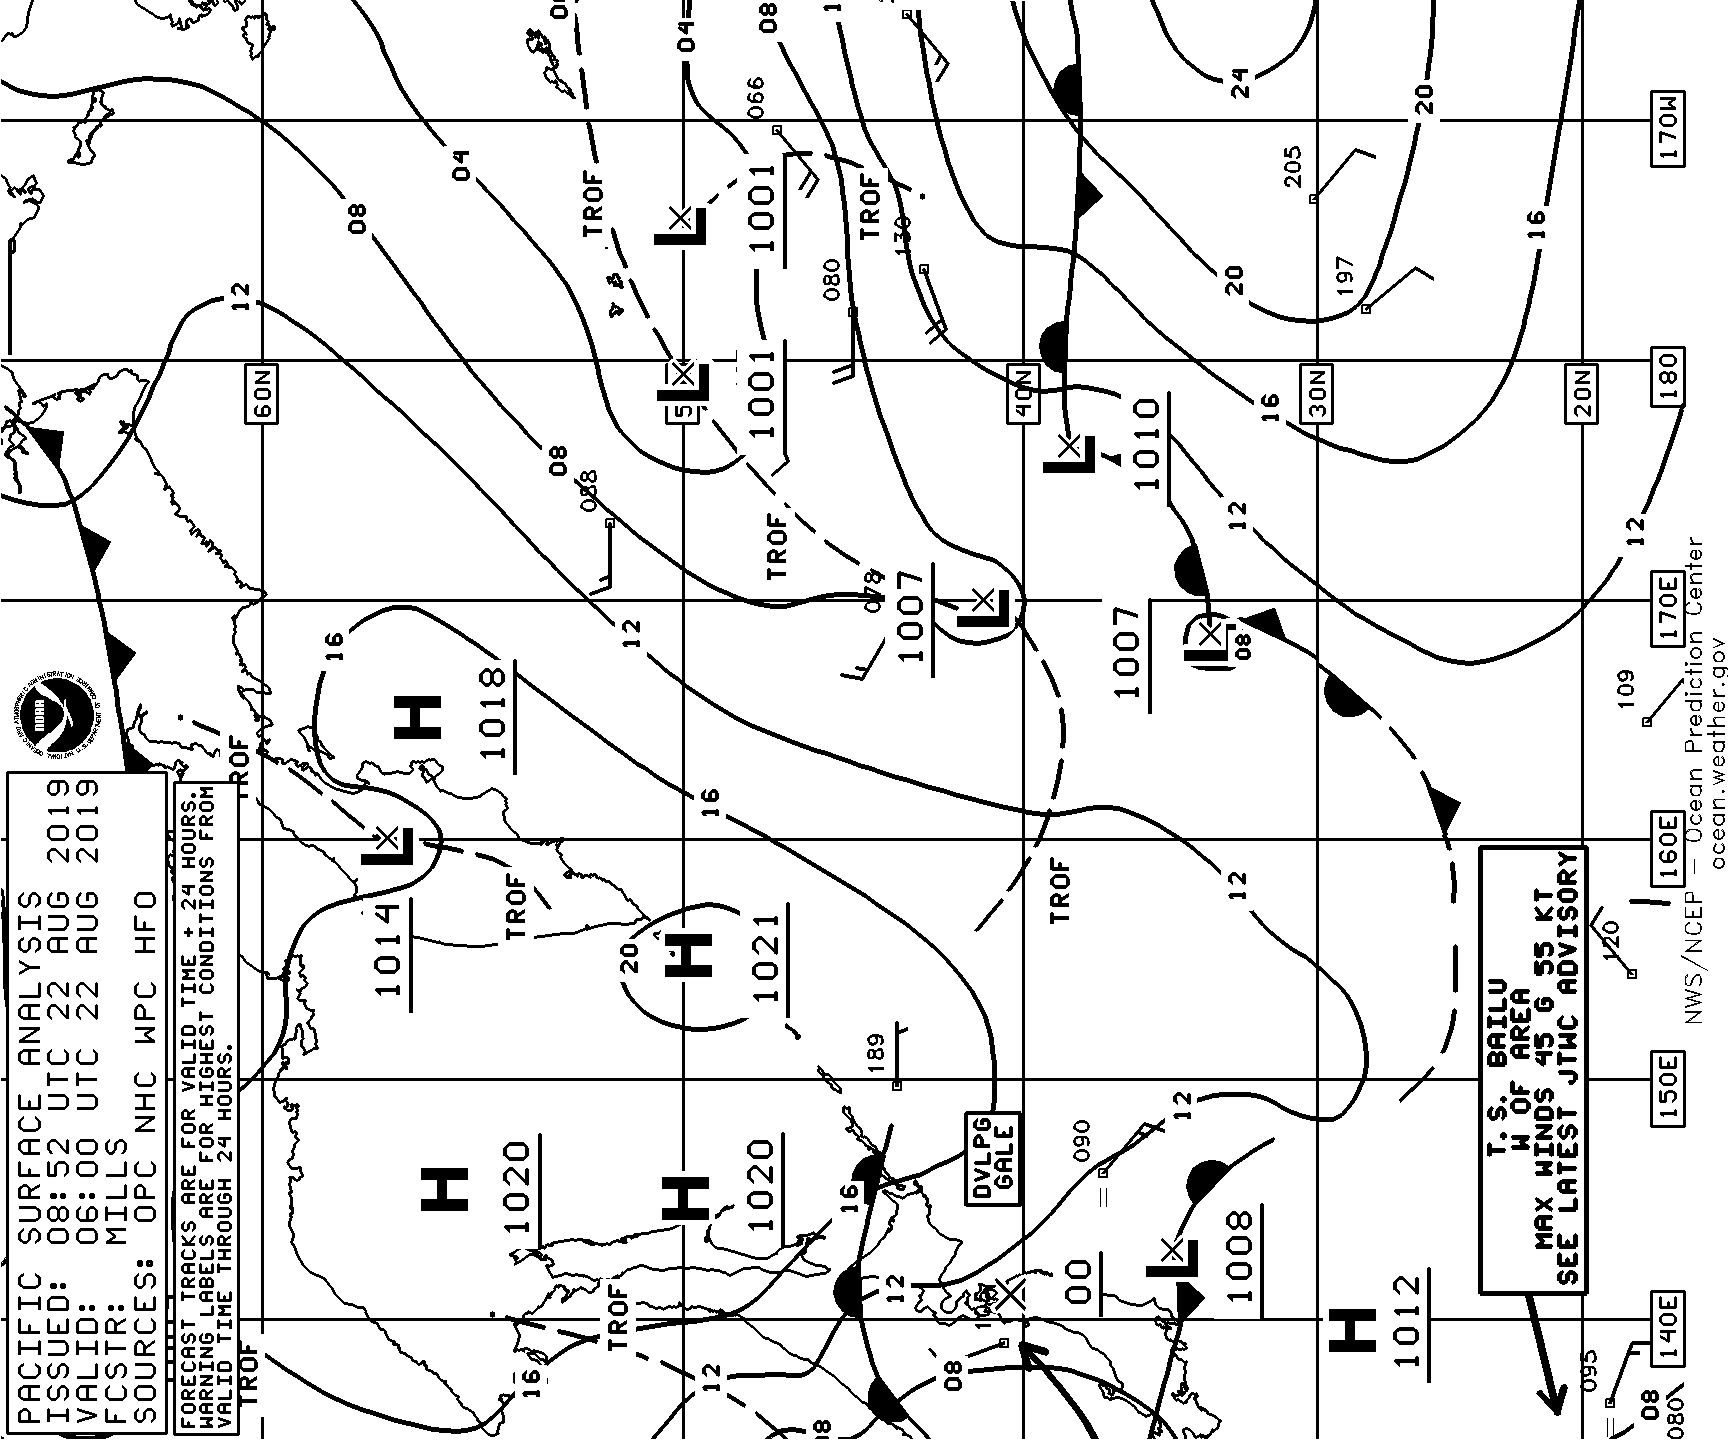 PACIFIC SURFACE ANALYSIS
ISSUED: 08:52 UTC 22 AUG 2019
VALID: 06:00 UTC 22 AUG 2019
FCSTR: MILLS
SOURCES: OPC NHC WPC HFO
FORECAST TRACKS ARE FOR VALID TIME + 24 HOURS.
WARNING LABELS ARE FOR HIGHEST CONDITIONS FROM
VALID TIME THROUGH 24 HOURS.
TROF
TROF
TROF
TROF
TROF
TROF
TROF
TROF
60N
40N
30N
20N
170W
180
170E
160E
150E
140E
H
1018
L
1014
H
1021
H
1020
H
1020
H
1012
L
1008
L
1007
L
1007
L
1010
L
1001
L
1001
00
DVLPG
GALE
T.S. BAILU
W OF AREA
MAX WINDS 45 G 55 KT
SEE LATEST JTWC ADVISORY
04
04
08
08
08
08
08
08
08
12
12
12
12
12
12
12
12
16
16
16
16
16
16
20
20
20
24
066
080
130
205
197
088
078
109
120
189
090
095
080
NWS/NCEP – Ocean Prediction Center
ocean.weather.gov